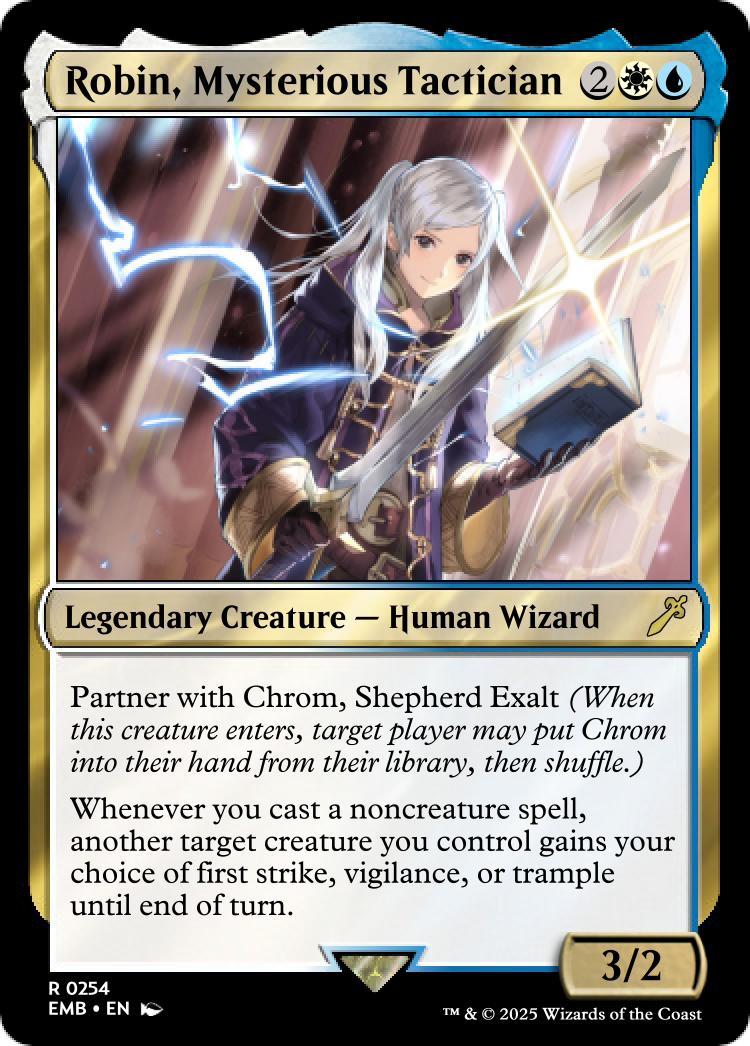 Robin, Mysterious Tactician 2
Legendary Creature — Human Wizard
Partner with Chrom, Shepherd Exalt (When
this creature enters, target player may put Chrom
into their hand from their library, then shuffle.)
Whenever you cast a noncreature spell,
another target creature you control gains your
choice of first strike, vigilance, or trample
until end of turn.
3/2
R 0254
EMB • EN
™ & © 2025 Wizards of the Coast